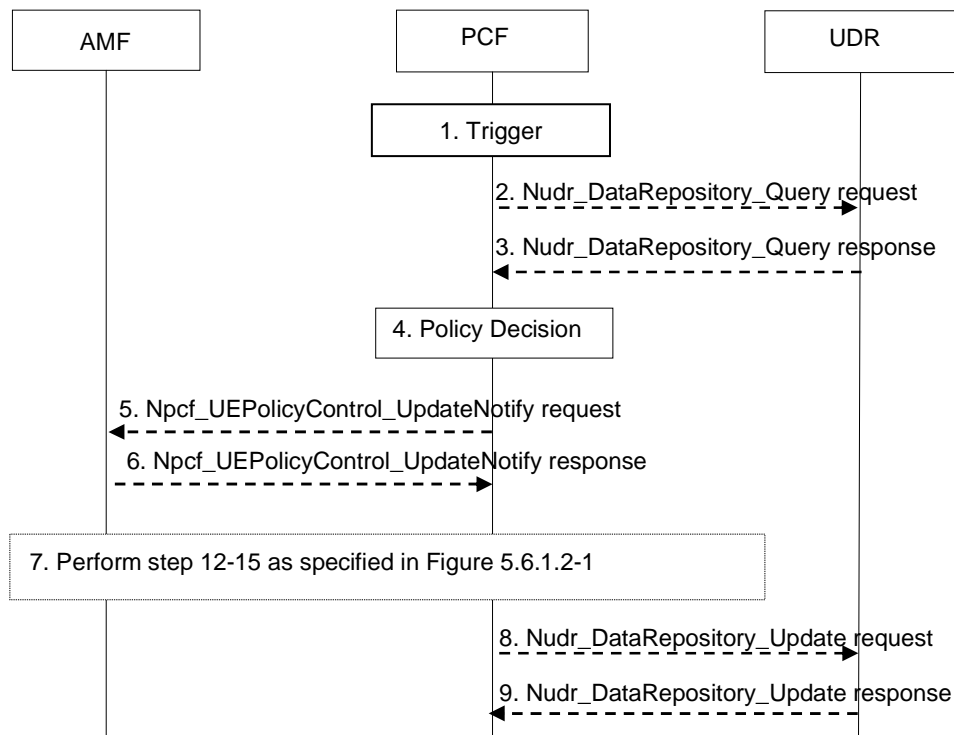 AMF
PCF
UDR
1. Trigger
2. Nudr_DataRepository_Query request
3. Nudr_DataRepository_Query response
4. Policy Decision
5. Npcf_UEPolicyControl_UpdateNotify request
6. Npcf_UEPolicyControl_UpdateNotify response
7. Perform step 12-15 as specified in Figure 5.6.1.2-1
8. Nudr_DataRepository_Update request
9. Nudr_DataRepository_Update response